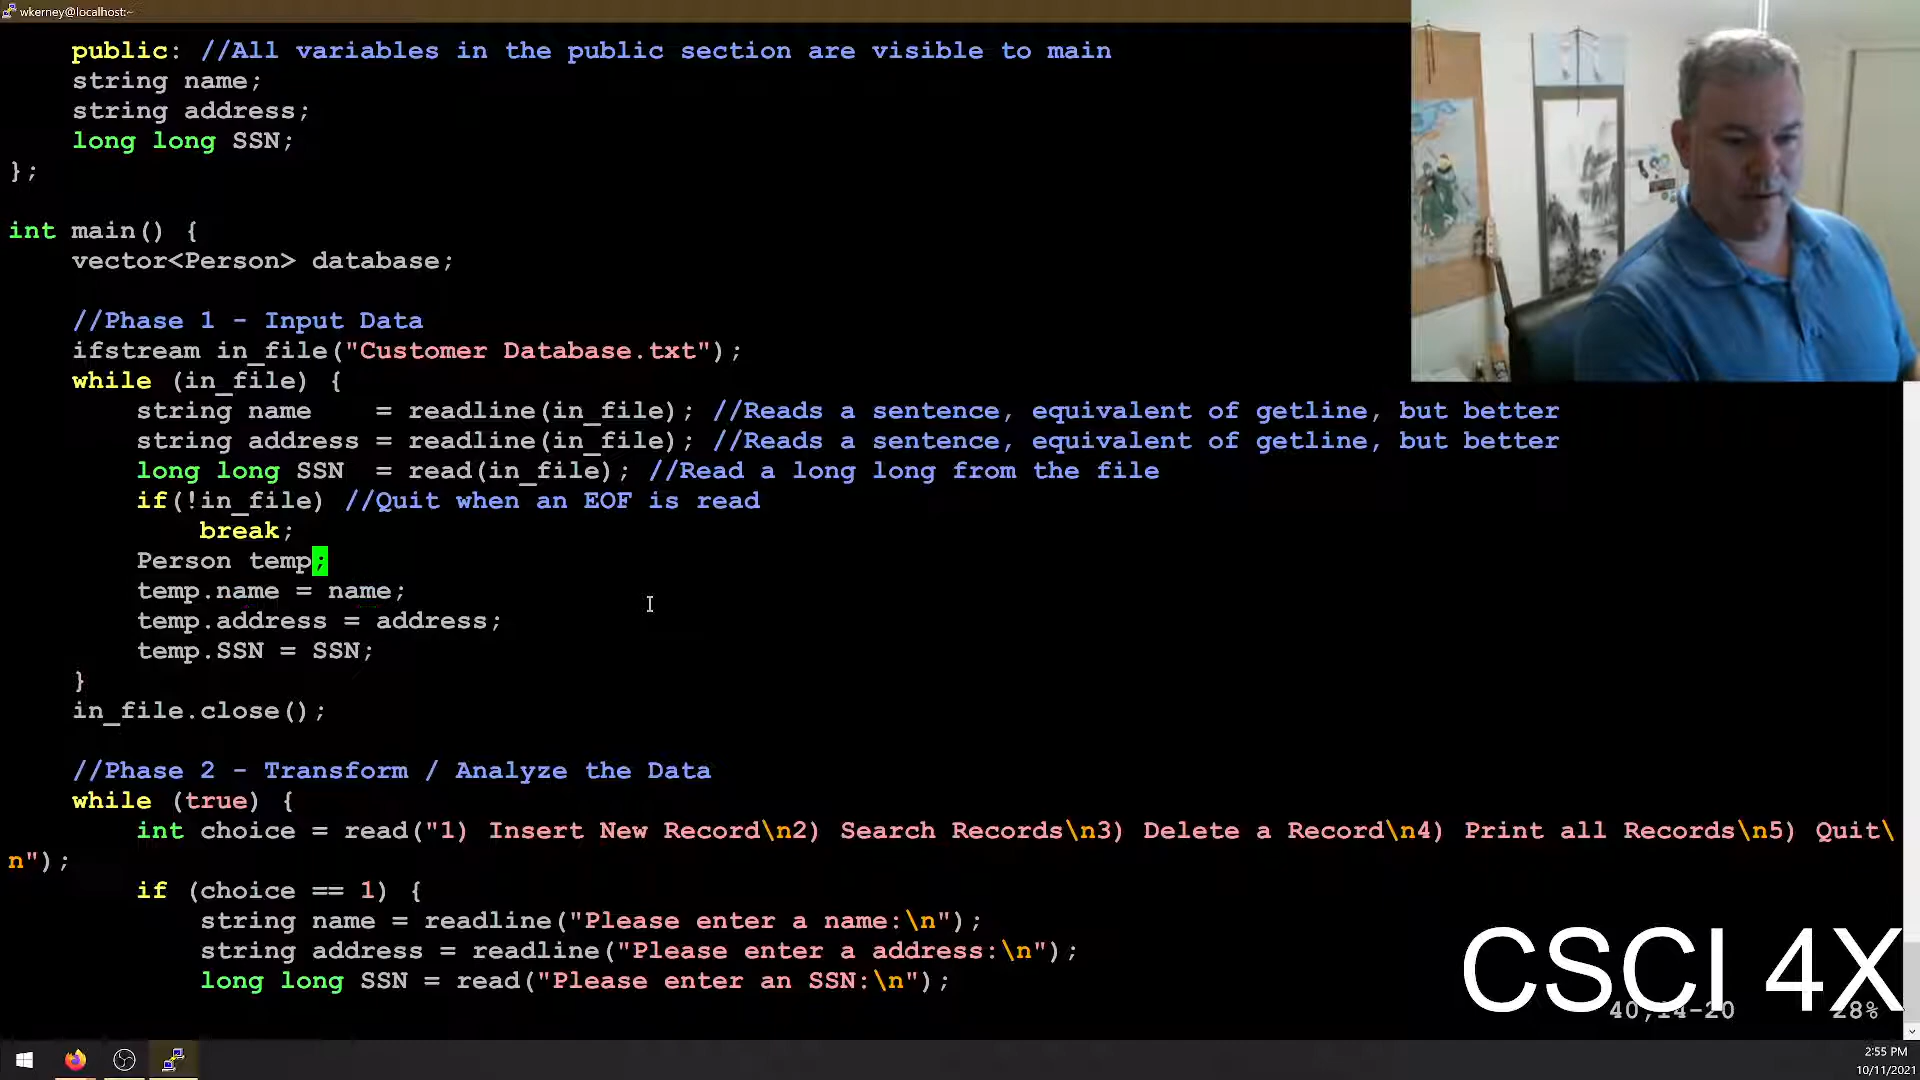 wkerney@localhost:~
public: //All variables in the public section are visible to main
string name;
string address;
long long SSN;
};
int main() {
vector<Person> database;
//Phase 1 - Input Data
ifstream in_file("Customer Database.txt");
while (in_file) {
string name    = readline(in_file); //Reads a sentence, equivalent of getline, but better
string address = readline(in_file); //Reads a sentence, equivalent of getline, but better
long long SSN  = read(in_file); //Read a long long from the file
if(!in_file) //Quit when an EOF is read
break;
Person temp;
temp.name = name;
temp.address = address;
temp.SSN = SSN;
}
in_file.close();
//Phase 2 - Transform / Analyze the Data
while (true) {
int choice = read("1) Insert New Record\n2) Search Records\n3) Delete a Record\n4) Print all Records\n5) Quit\
n");
if (choice == 1) {
string name = readline("Please enter a name:\n");
string address = readline("Please enter a address:\n");
long long SSN = read("Please enter an SSN:\n");
CSCI 4X
40,14-20 28%
2:55 PM
10/11/2021